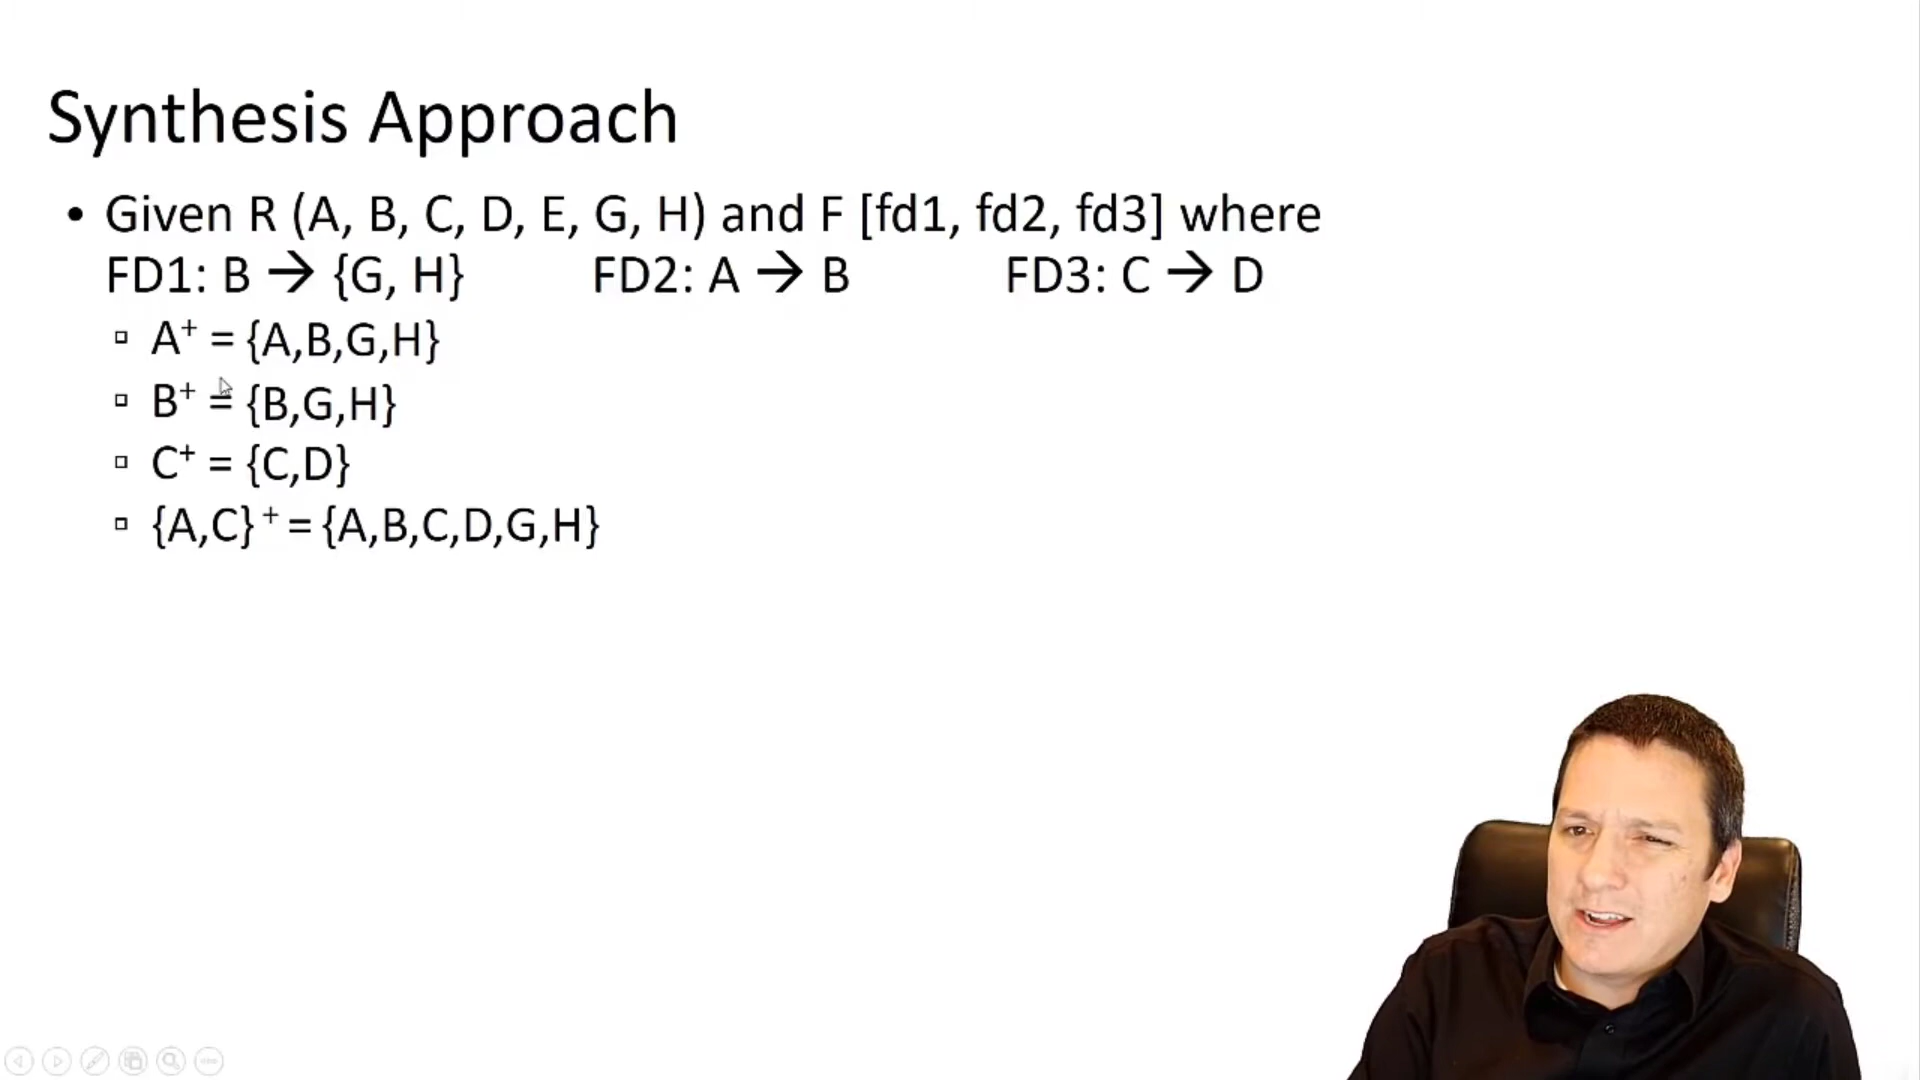 Synthesis Approach
• Given R (A, B, C, D, E, G, H) and F [fd1, fd2, fd3] where
FD1: B → {G, H} FD2: A → B FD3: C → D
▫ A⁺ = {A,B,G,H}
▫ B⁺ = {B,G,H}
▫ C⁺ = {C,D}
▫ {A,C}⁺ = {A,B,C,D,G,H}